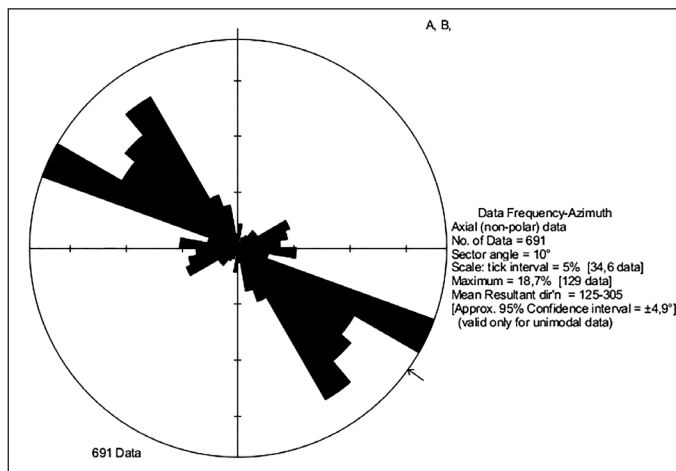 A, B,
Data Frequency-Azimuth
Axial (non-polar) data
No. of Data = 691
Sector angle = 10°
Scale: tick interval = 5% [34,6 data]
Maximum = 18,7% [129 data]
Mean Resultant dir'n = 125-305
[Approx. 95% Confidence interval = ±4,9°]
(valid only for unimodal data)
691 Data